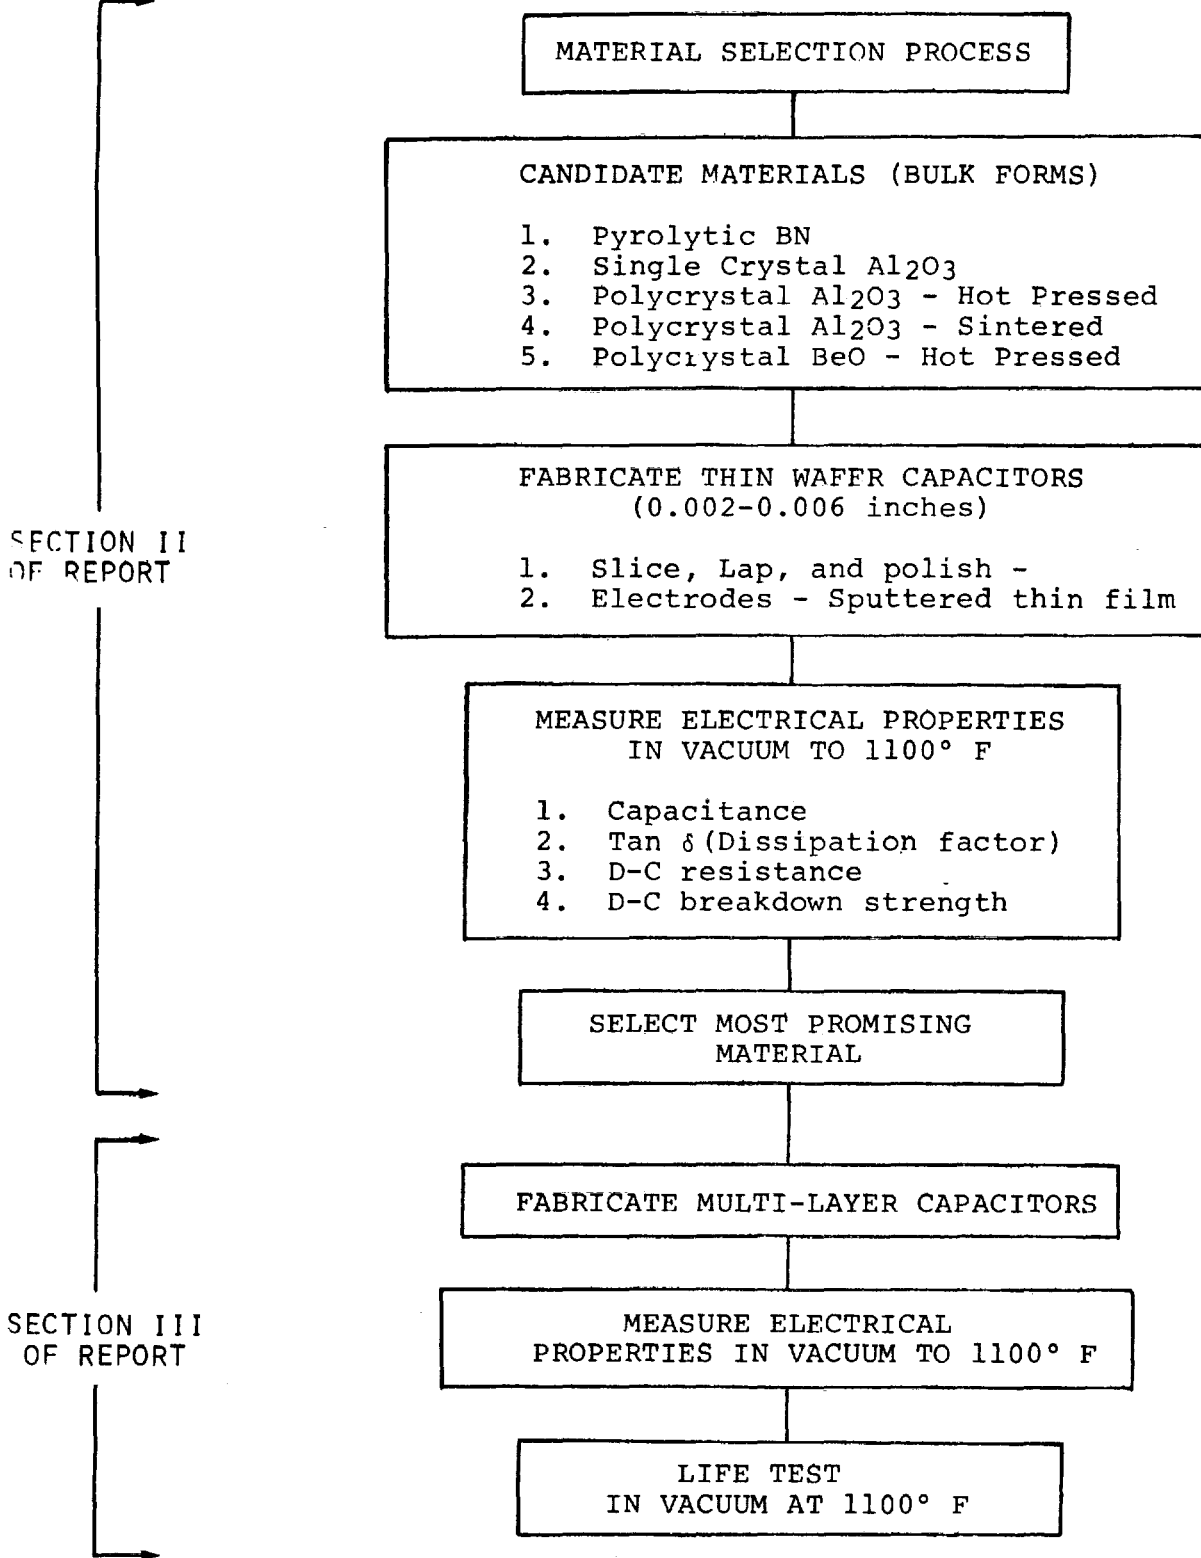 MATERIAL SELECTION PROCESS
CANDIDATE MATERIALS (BULK FORMS)
1. Pyrolytic BN
2. Single Crystal Al2O3
3. Polycrystal Al2O3 - Hot Pressed
4. Polycrystal Al2O3 - Sintered
5. Polycrystal BeO - Hot Pressed
FABRICATE THIN WAFER CAPACITORS
(0.002-0.006 inches)
1. Slice, Lap, and polish -
2. Electrodes - Sputtered thin film
SECTION II
OF REPORT
MEASURE ELECTRICAL PROPERTIES
IN VACUUM TO 1100° F
1. Capacitance
2. Tan δ (Dissipation factor)
3. D-C resistance
4. D-C breakdown strength
SELECT MOST PROMISING
MATERIAL
FABRICATE MULTI-LAYER CAPACITORS
SECTION III
OF REPORT
MEASURE ELECTRICAL
PROPERTIES IN VACUUM TO 1100° F
LIFE TEST
IN VACUUM AT 1100° F